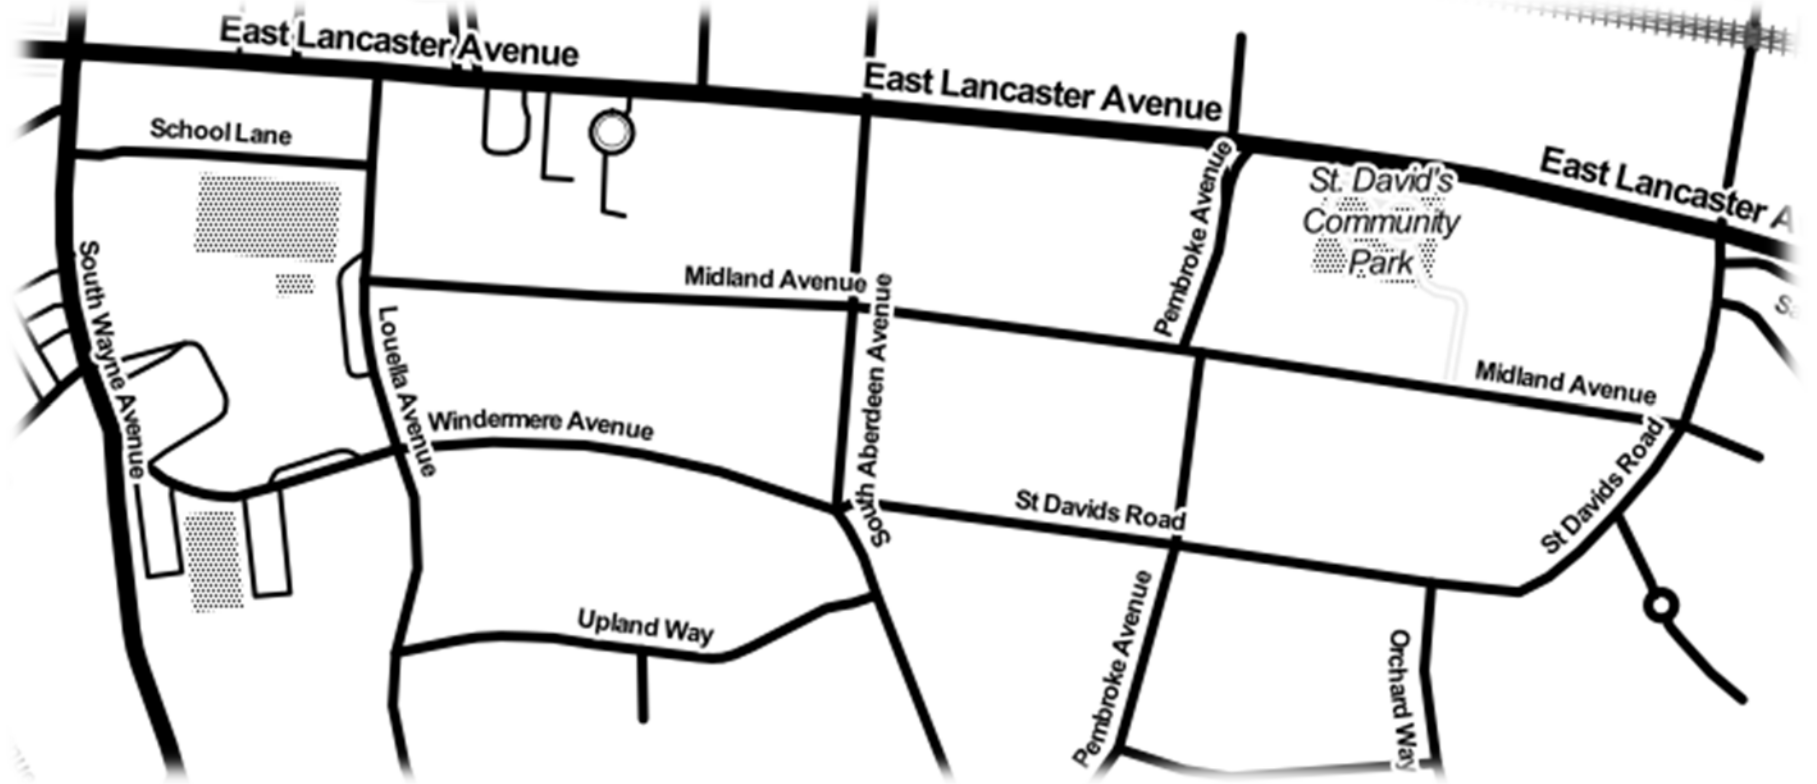 East Lancaster Avenue
East Lancaster Avenue
School Lane
East Lancaster A
St. David's
Community
Park
Pembroke Avenue
South Wayne Avenue
Midland Avenue
Louella Avenue
South Aberdeen Avenue
Midland Avenue
Windermere Avenue
St Davids Road
St Davids Road
Upland Way
Pembroke Avenue
Orchard Way